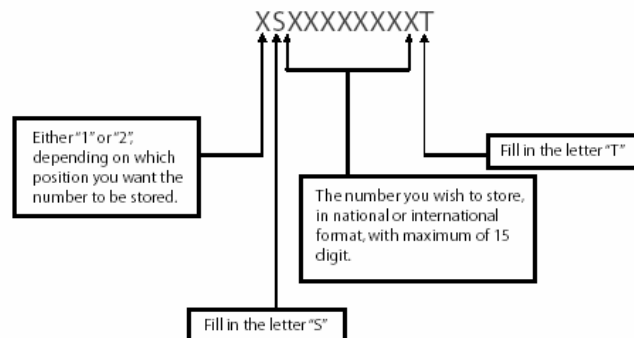 XSXXXXXXXXT
Either "1" or "2",
depending on which
position you want the
number to be stored.
Fill in the letter "T"
The number you wish to store,
in national or international
format, with maximum of 15
digit.
Fill in the letter "S"